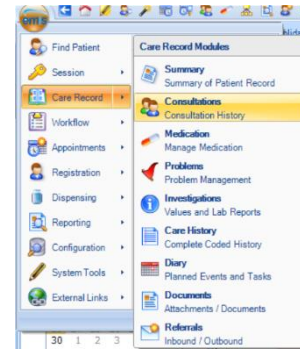 emis
Find Patient
Session
Care Record
Workflow
Appointments
Registration
Dispensing
Reporting
Configuration
System Tools
External Links
Care Record Modules
Summary
Summary of Patient Record
Consultations
Consultation History
Medication
Manage Medication
Problems
Problem Management
Investigations
Values and Lab Reports
Care History
Complete Coded History
Diary
Planned Events and Tasks
Documents
Attachments / Documents
Referrals
Inbound / Outbound
30 1 2 3